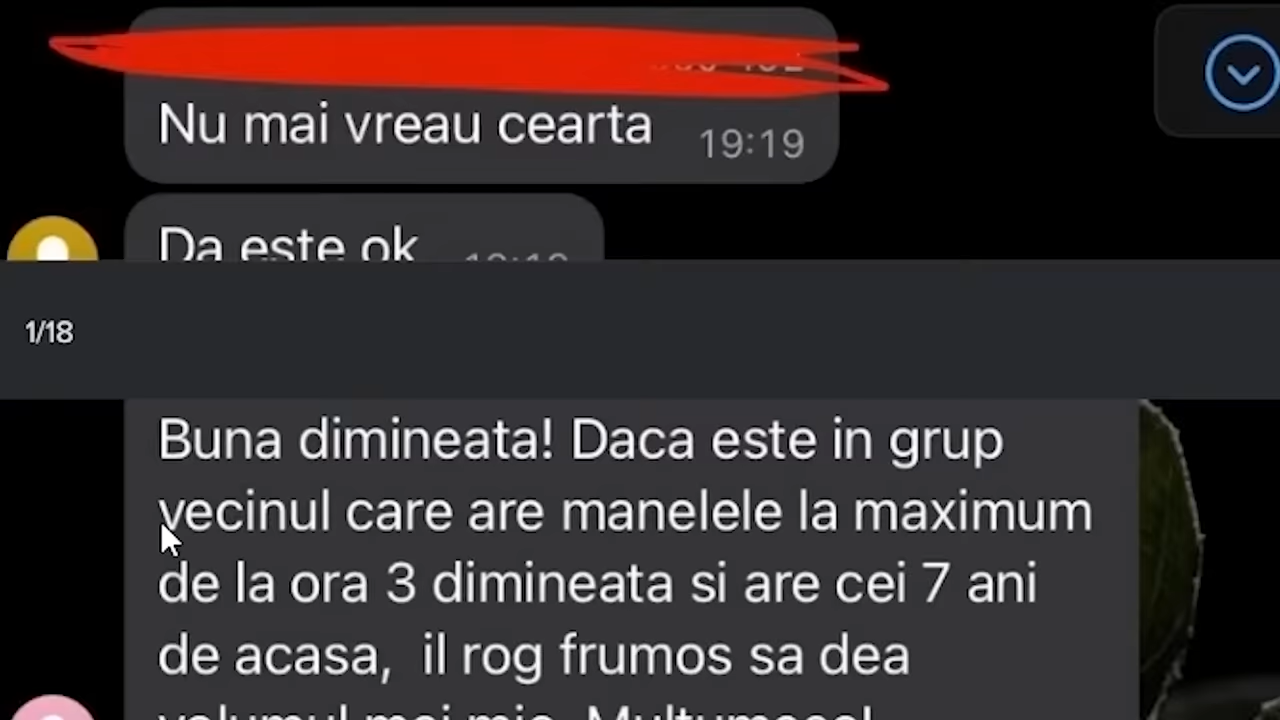 Nu mai vreau cearta 19:19
Da este ok
1/18
Buna dimineata! Daca este in grup
vecinul care are manelele la maximum
de la ora 3 dimineata si are cei 7 ani
de acasa, il rog frumos sa dea
volumul mai mic. Multumesc!